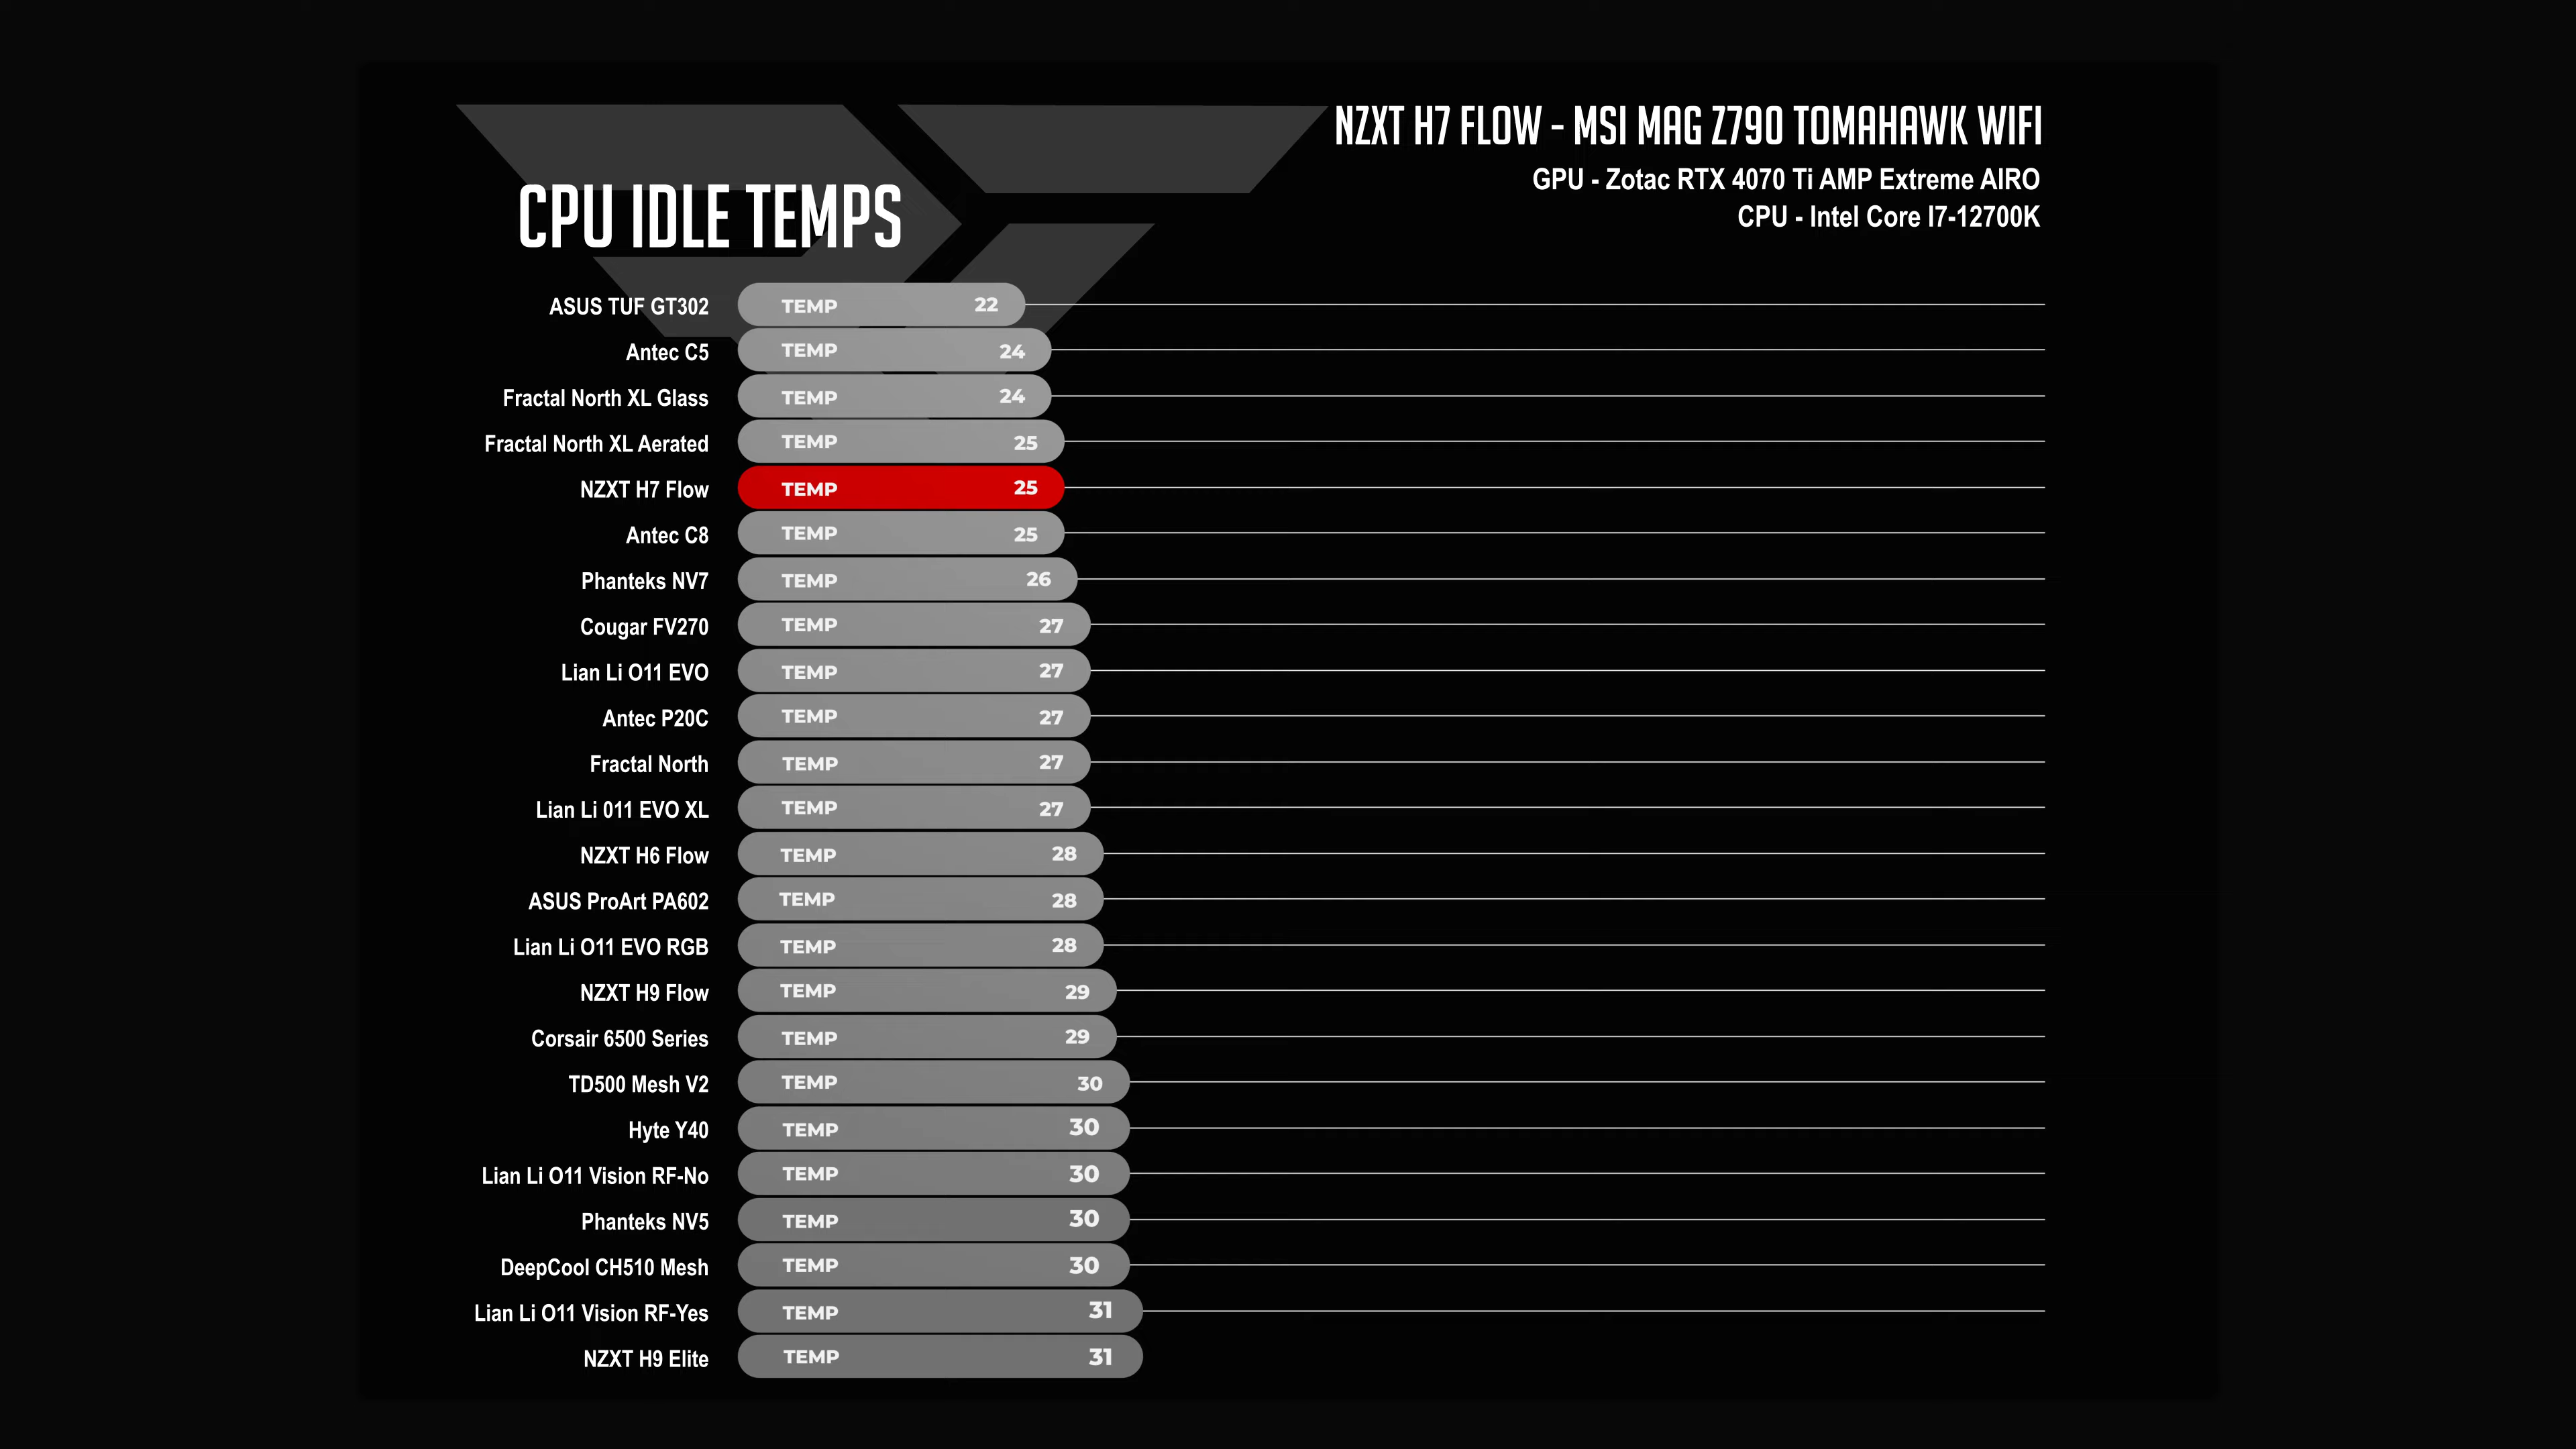 NZXT H7 FLOW - MSI MAG Z790 TOMAHAWK WIFI
GPU - Zotac RTX 4070 Ti AMP Extreme AIRO
CPU - Intel Core I7-12700K
CPU IDLE TEMPS
ASUS TUF GT302 TEMP 22
Antec C5 TEMP 24
Fractal North XL Glass TEMP 24
Fractal North XL Aerated TEMP 25
NZXT H7 Flow TEMP 25
Antec C8 TEMP 25
Phanteks NV7 TEMP 26
Cougar FV270 TEMP 27
Lian Li O11 EVO TEMP 27
Antec P20C TEMP 27
Fractal North TEMP 27
Lian Li 011 EVO XL TEMP 27
NZXT H6 Flow TEMP 28
ASUS ProArt PA602 TEMP 28
Lian Li O11 EVO RGB TEMP 28
NZXT H9 Flow TEMP 29
Corsair 6500 Series TEMP 29
TD500 Mesh V2 TEMP 30
Hyte Y40 TEMP 30
Lian Li O11 Vision RF-No TEMP 30
Phanteks NV5 TEMP 30
DeepCool CH510 Mesh TEMP 30
Lian Li O11 Vision RF-Yes TEMP 31
NZXT H9 Elite TEMP 31